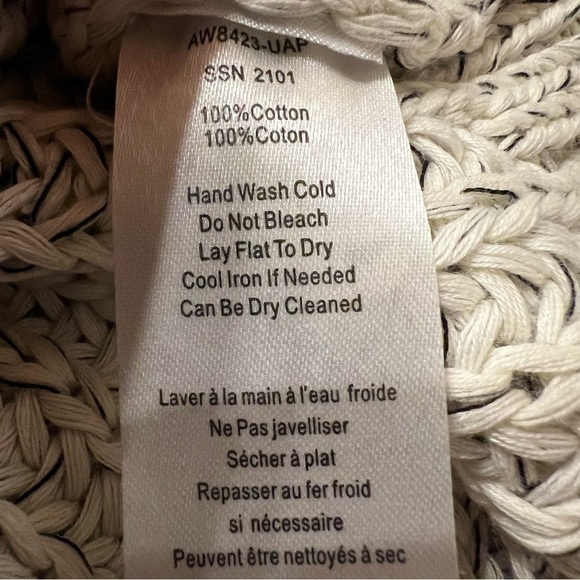 AW8423-UAP
SSN 2101
100%Cotton
100%Coton
Hand Wash Cold
Do Not Bleach
Lay Flat To Dry
Cool Iron If Needed
Can Be Dry Cleaned
Laver à la main à l'eau froide
Ne Pas javelliser
Sécher à plat
Repasser au fer froid
si nécessaire
Peuvent être nettoyés à sec